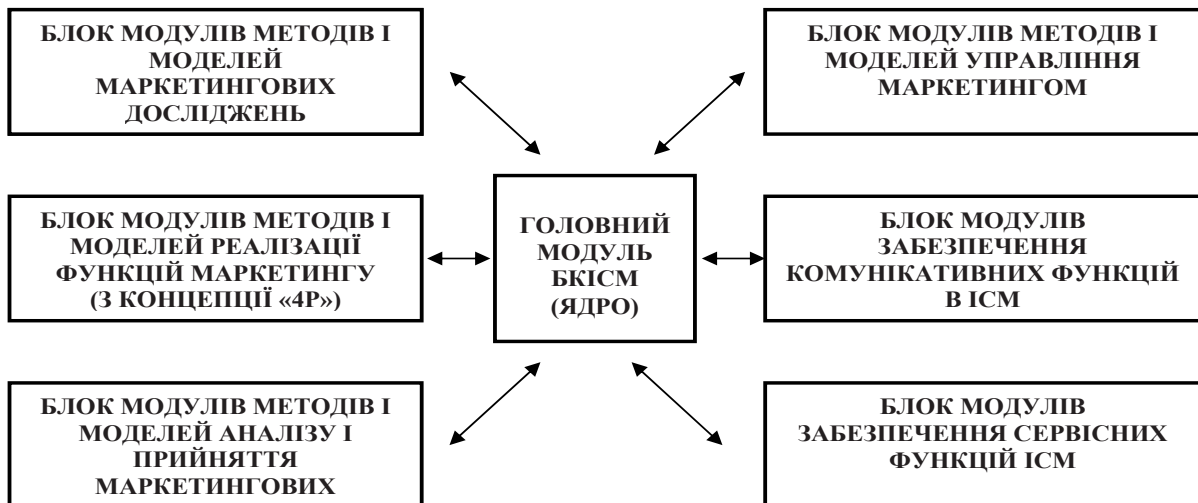 БЛОК МОДУЛІВ МЕТОДІВ І
МОДЕЛЕЙ
МАРКЕТИНГОВИХ
ДОСЛІДЖЕНЬ
БЛОК МОДУЛІВ МЕТОДІВ І
МОДЕЛЕЙ УПРАВЛІННЯ
МАРКЕТИНГОМ
БЛОК МОДУЛІВ МЕТОДІВ І
МОДЕЛЕЙ РЕАЛІЗАЦІЇ
ФУНКЦІЙ МАРКЕТИНГУ
(З КОНЦЕПЦІЇ «4Р»)
ГОЛОВНИЙ
МОДУЛЬ
БКІСМ
(ЯДРО)
БЛОК МОДУЛІВ
ЗАБЕЗПЕЧЕННЯ
КОМУНІКАТИВНИХ ФУНКЦІЙ
В ІСМ
БЛОК МОДУЛІВ МЕТОДІВ І
МОДЕЛЕЙ АНАЛІЗУ І
ПРИЙНЯТТЯ
МАРКЕТИНГОВИХ
БЛОК МОДУЛІВ
ЗАБЕЗПЕЧЕННЯ СЕРВІСНИХ
ФУНКЦІЙ ІСМ